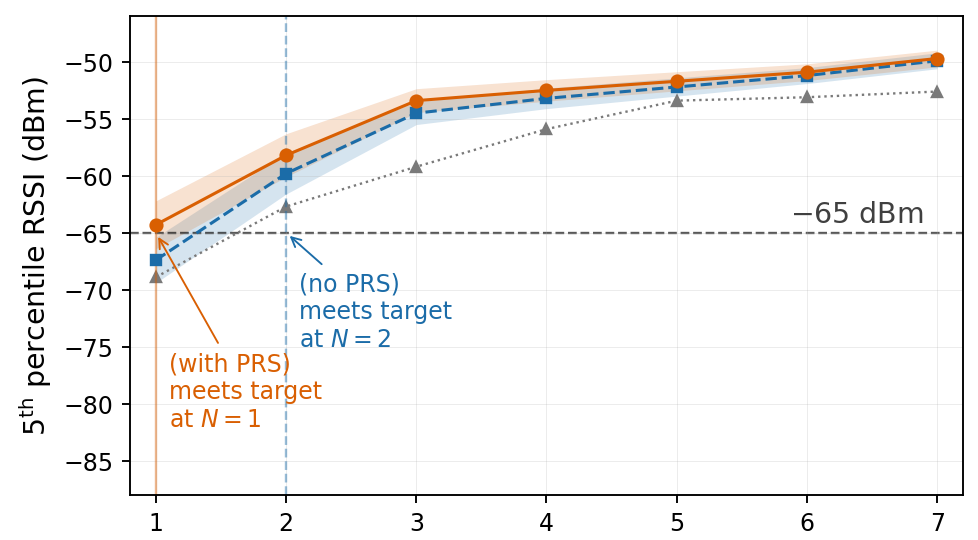 5th percentile RSSI (dBm)
−50
−55
−60
−65
−70
−75
−80
−85
−65 dBm
(no PRS)
meets target
at N = 2
(with PRS)
meets target
at N = 1
1 2 3 4 5 6 7